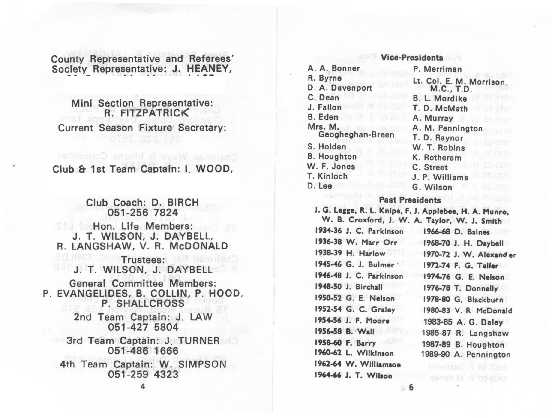 County Representative and Referees'
Society Representative: J. HEANEY,
Mini Section Representative:
R. FITZPATRICK
Current Season Fixture Secretary:
Club & 1st Team Captain: I. WOOD,
Club Coach: D. BIRCH
051-256 7824
Hon. Life Members:
J. T. WILSON, J. DAYBELL,
R. LANGSHAW, V. R. McDONALD
Trustees:
J. T. WILSON, J. DAYBELL
General Committee Members:
P. EVANGELIDES, B. COLLIN, P. HOOD,
P. SHALLCROSS
2nd Team Captain: J. LAW
051-427 5804
3rd Team Captain: J. TURNER
051-486 1666
4th Team Captain: W. SIMPSON
051-259 4323
4
Vice-Presidents
A. A. Bonner
R. Byrne
D. A. Davenport
C. Dean
J. Fallon
B. Eden
Mrs. M.
Geogheghan-Breen
S. Holden
B. Houghton
W. F. Jones
T. Kinloch
D. Lee
P. Merriman
Lt. Col. E. M. Morrison,
M.C., T.D.
B. L. Mordike
T. D. McMath
A. Murray
A. M. Pennington
T. D. Raynor
W. T. Robins
K. Rotheram
C. Street
J. P. Williams
G. Wilson
Past Presidents
J. G. Legge, R. L. Knipe, F. J. Applebee, H. A. Munro,
W. B. Croxford, J. W. A. Taylor, W. J. Smith
1934-36 J. C. Parkinson
1936-38 W. Marr Orr
1938-39 H. Harlow
1945-46 G. J. Bulmer
1946-48 J. C. Parkinson
1948-50 J. Birchall
1950-52 G. E. Nelson
1952-54 G. C. Graley
1954-56 J. P. Moore
1956-58 B. Wall
1958-60 F. Barry
1960-62 L. Wilkinson
1962-64 W. Williamson
1964-66 J. T. Wilson
1966-68 D. Baines
1968-70 J. H. Daybell
1970-72 J. W. Alexander
1972-74 F. G. Telfer
1974-76 G. E. Nelson
1976-78 T. Donnelly
1978-80 G. Blackburn
1980-83 V. R McDonald
1983-85 A. G. Daley
1985-87 R. Langshaw
1987-89 B. Houghton
1989-90 A. Pennington
6